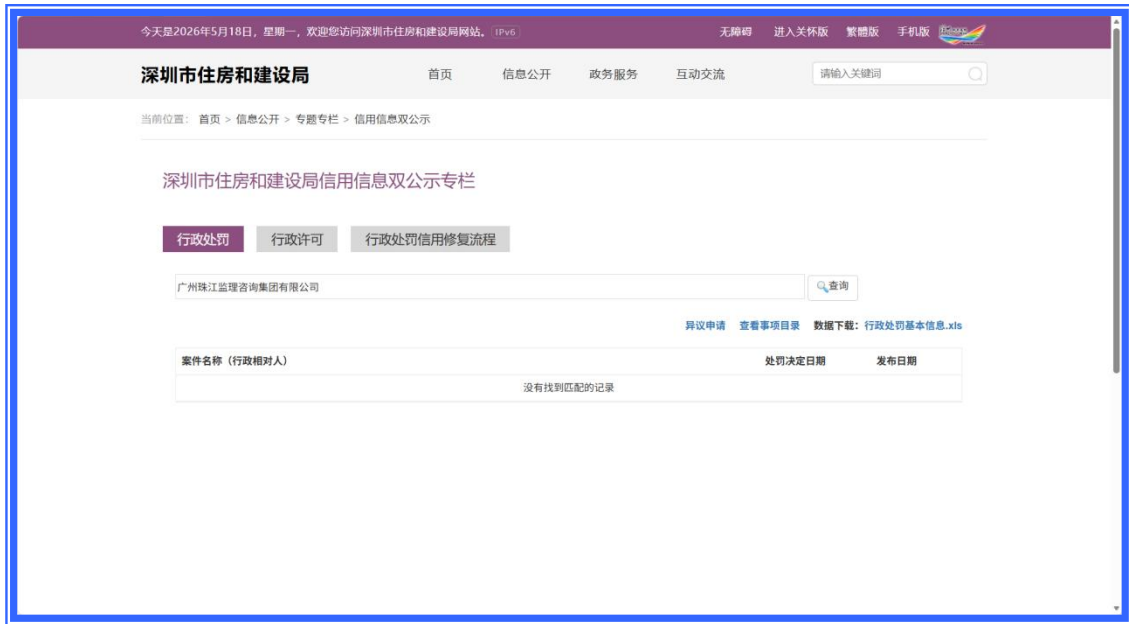 今天是2026年5月18日，星期一，欢迎您访问深圳市住房和建设局网站。 IPv6 无障碍 进入关怀版 繁體版 手机版
深圳市住房和建设局 首页 信息公开 政务服务 互动交流 请输入关键词
当前位置： 首页 > 信息公开 > 专题专栏 > 信用信息双公示
深圳市住房和建设局信用信息双公示专栏
行政处罚 行政许可 行政处罚信用修复流程
广州珠江监理咨询集团有限公司 查询
异议申请 查看事项目录 数据下载：行政处罚基本信息.xls
案件名称（行政相对人） 处罚决定日期 发布日期
没有找到匹配的记录